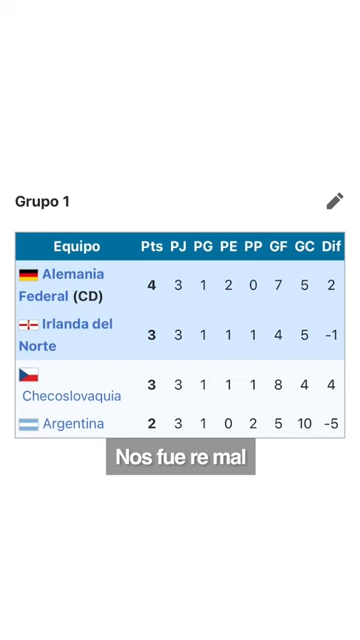 Grupo 1
Equipo Pts PJ PG PE PP GF GC Dif
Alemania
Federal (CD) 4 3 1 2 0 7 5 2
Irlanda del
Norte 3 3 1 1 1 4 5 -1
Checoslovaquia 3 3 1 1 1 8 4 4
Argentina 2 3 1 0 2 5 10 -5
Nos fue re mal